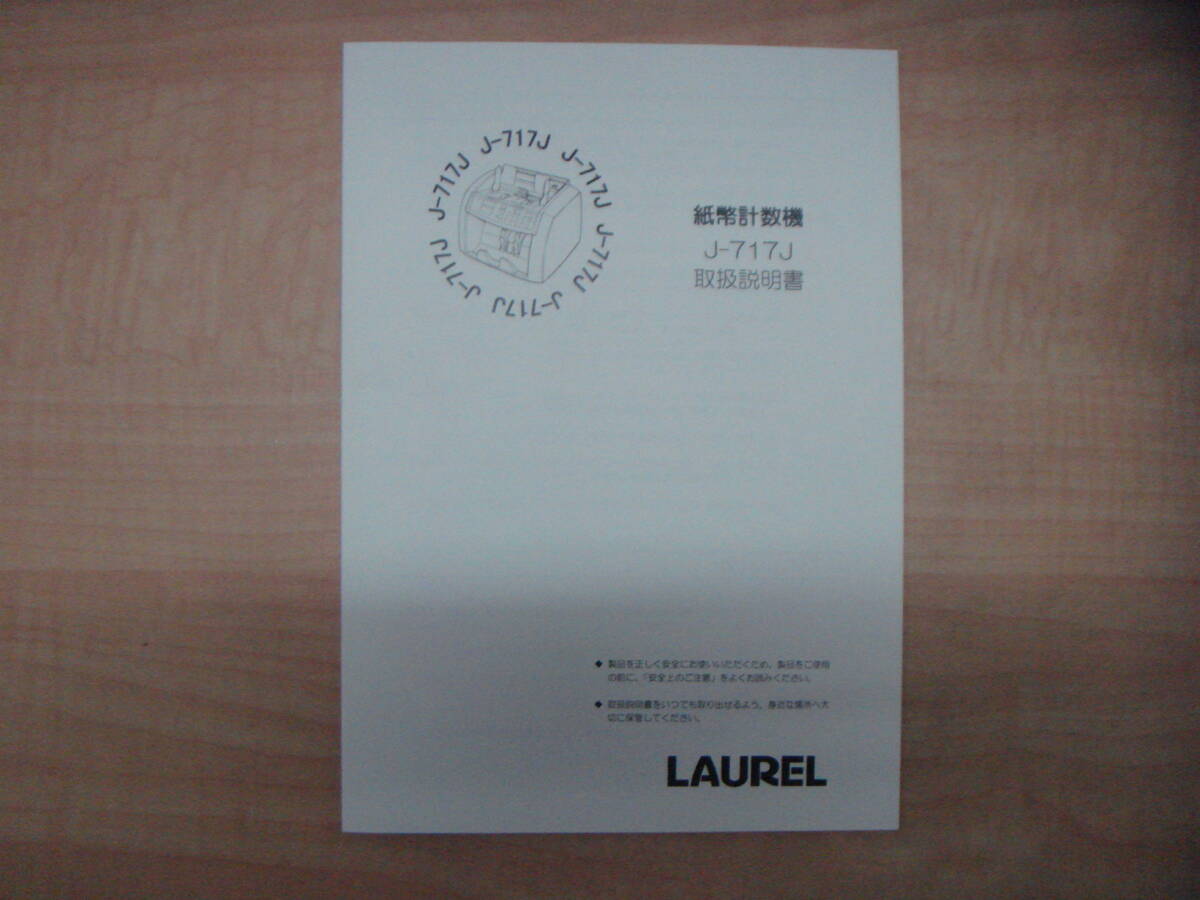 J-717J J-717J J-717J J-717J J-717J J-717J J-717J
紙幣計数機
J-717J
取扱説明書
◆ 製品を正しく安全にお使いいただくため、製品をご使用
の前に、「安全上のご注意」をよくお読みください。
◆ 取扱説明書をいつでも取り出せるよう、身近な場所へ大
切に保管してください。
LAUREL